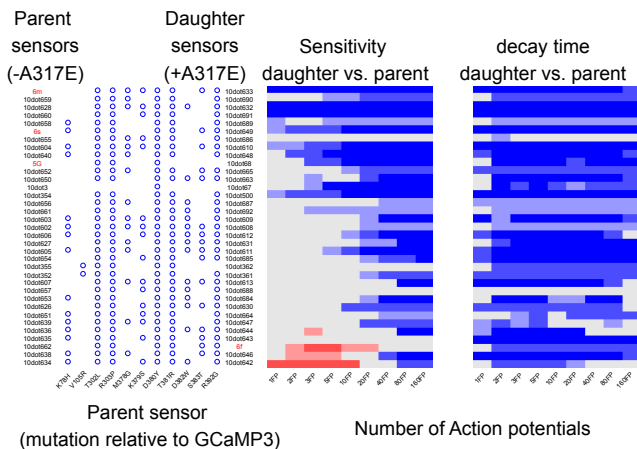 Parent sensors (-A317E)
Daughter sensors (+A317E)
Sensitivity
daughter vs. parent
decay time
daughter vs. parent
6m 10dot633
10dot659 10dot690
10dot628 10dot632
10dot660 10dot691
10dot658 10dot689
6s 10dot649
10dot655 10dot686
10dot604 10dot610
10dot640 10dot648
5G 10dot68
10dot652 10dot665
10dot650 10dot663
10dot3 10dot67
10dot354 10dot500
10dot656 10dot687
10dot661 10dot692
10dot603 10dot609
10dot602 10dot608
10dot606 10dot612
10dot627 10dot631
10dot605 10dot611
10dot654 10dot685
10dot355 10dot362
10dot352 10dot361
10dot607 10dot613
10dot657 10dot688
10dot653 10dot684
10dot626 10dot630
10dot651 10dot664
10dot639 10dot647
10dot636 10dot644
10dot635 10dot643
10dot662 6f
10dot638 10dot646
10dot634 10dot642
K78H V105R T302L R303P M378G K379S D380Y T381R D382W S383T R392G
1FP 2FP 3FP 5FP 10FP 20FP 40FP 80FP 160FP
1FP 2FP 3FP 5FP 10FP 20FP 40FP 80FP 160FP
Parent sensor
(mutation relative to GCaMP3)
Number of Action potentials